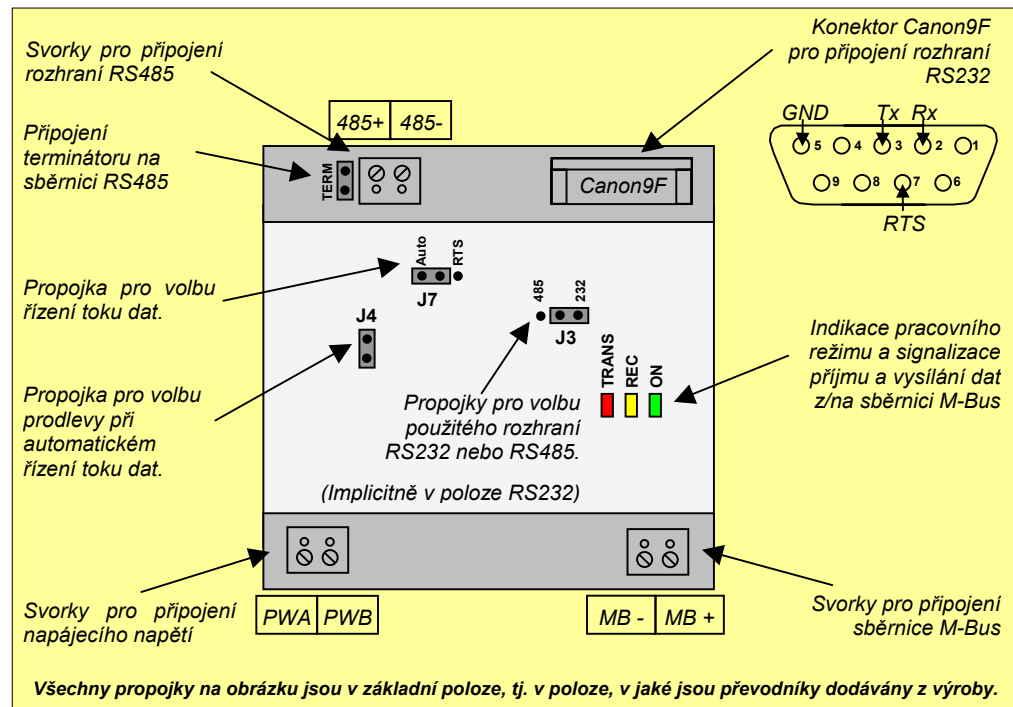 Svorky pro připojení
rozhraní RS485
Konektor Canon9F
pro připojení rozhraní
RS232
485+ 485-
GND Tx Rx
5 4 3 2 1
9 8 7 6
RTS
Připojení
terminátoru na
sběrnici RS485
TERM
Canon9F
Propojka pro volbu
řízení toku dat.
Auto
RTS
J7
J4
485
232
J3
TRANS
REC
ON
Indikace pracovního
režimu a signalizace
příjmu a vysílání dat
z/na sběrnici M-Bus
Propojka pro volbu
prodlevy při
automatickém
řízení toku dat.
Propojky pro volbu
použitého rozhraní
RS232 nebo RS485.
(Implicitně v poloze RS232)
Svorky pro připojení
napájecího napětí
PWA PWB
MB - MB +
Svorky pro připojení
sběrnice M-Bus
Všechny propojky na obrázku jsou v základní poloze, tj. v poloze, v jaké jsou převodníky dodávány z výroby.